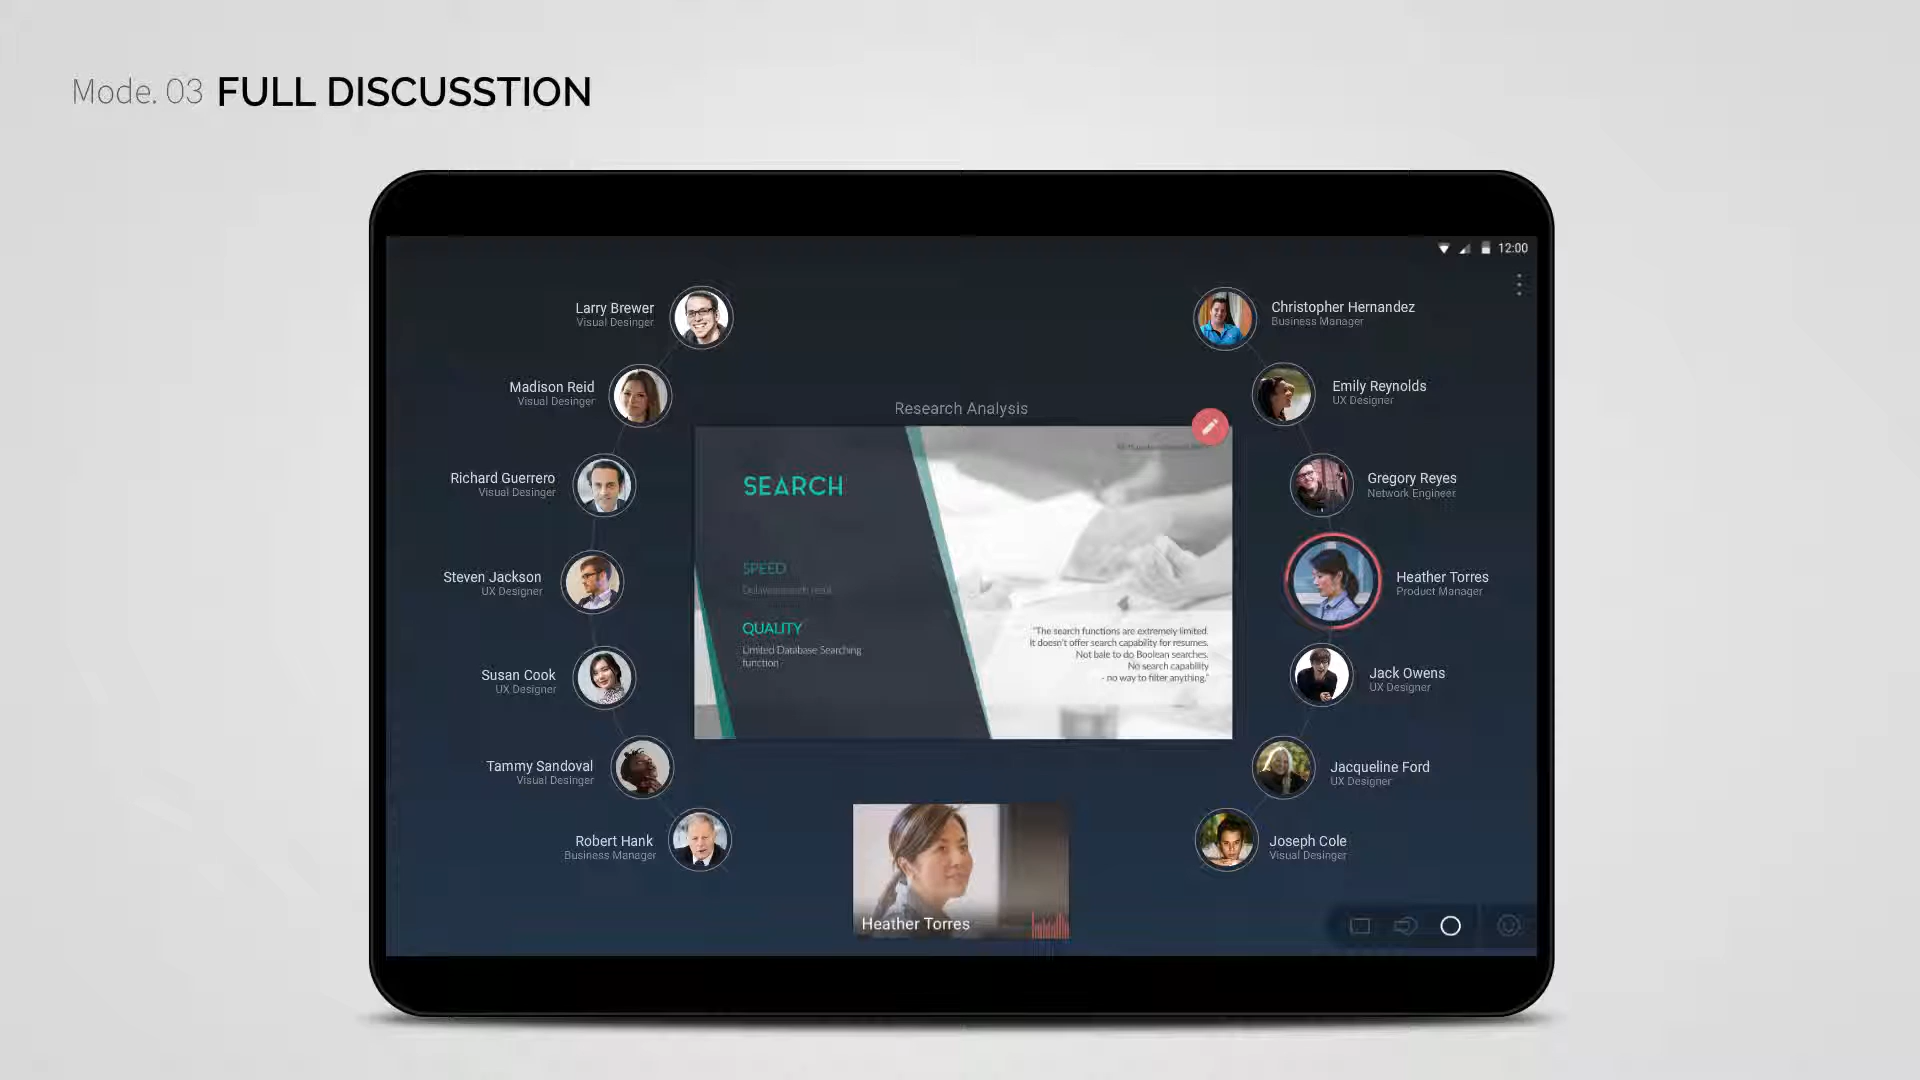 Mode. 03 FULL DISCUSSTION
12:00
Larry Brewer
Visual Desinger
Madison Reid
Visual Desinger
Richard Guerrero
Visual Desinger
Steven Jackson
UX Designer
Susan Cook
UX Designer
Tammy Sandoval
Visual Desinger
Robert Hank
Business Manager
Research Analysis
SEARCH
SPEED
QUALITY
Limited Database Searching
function
"The search functions are extremely limited.
It doesn't offer search capability for resumes.
Not bale to do Boolean searches.
No search capability
- no way to filter anything."
Heather Torres
Christopher Hernandez
Business Manager
Emily Reynolds
UX Designer
Gregory Reyes
Network Engineer
Heather Torres
Product Manager
Jack Owens
UX Designer
Jacqueline Ford
UX Designer
Joseph Cole
Visual Desinger